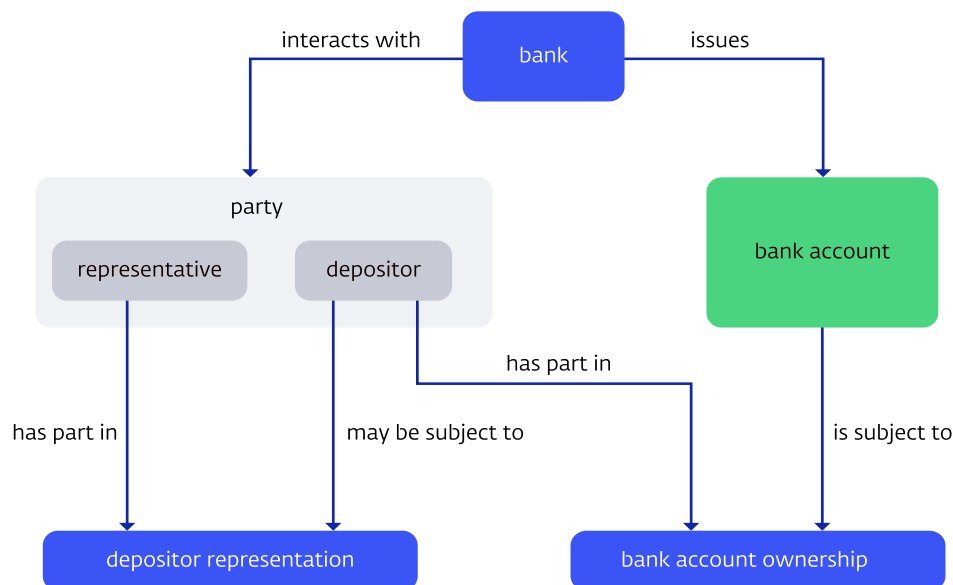 interacts with
bank
issues
party
representative
depositor
bank account
has part in
has part in
may be subject to
is subject to
depositor representation
bank account ownership